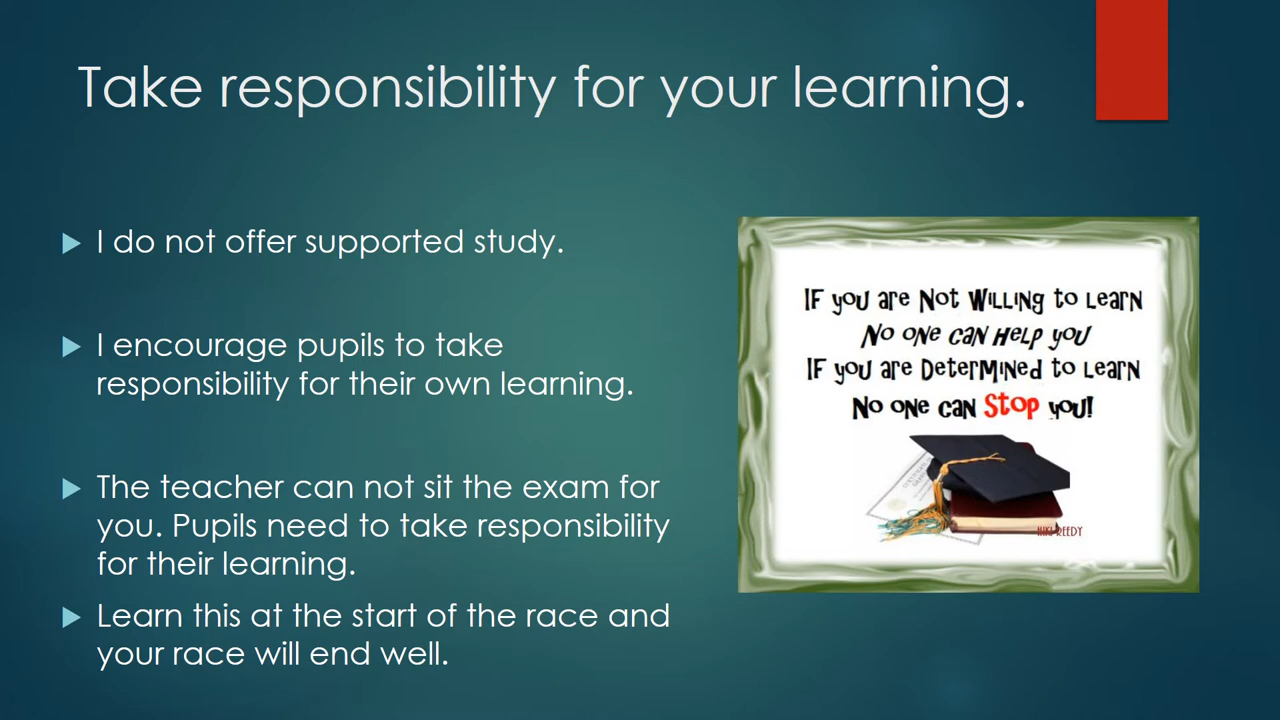 Take responsibility for your learning.
I do not offer supported study.
I encourage pupils to take
responsibility for their own learning.
The teacher can not sit the exam for
you. Pupils need to take responsibility
for their learning.
Learn this at the start of the race and
your race will end well.
IF you are Not Willing to Learn
No one can Help you
IF you are Determined to Learn
No one can Stop you!
REEDY